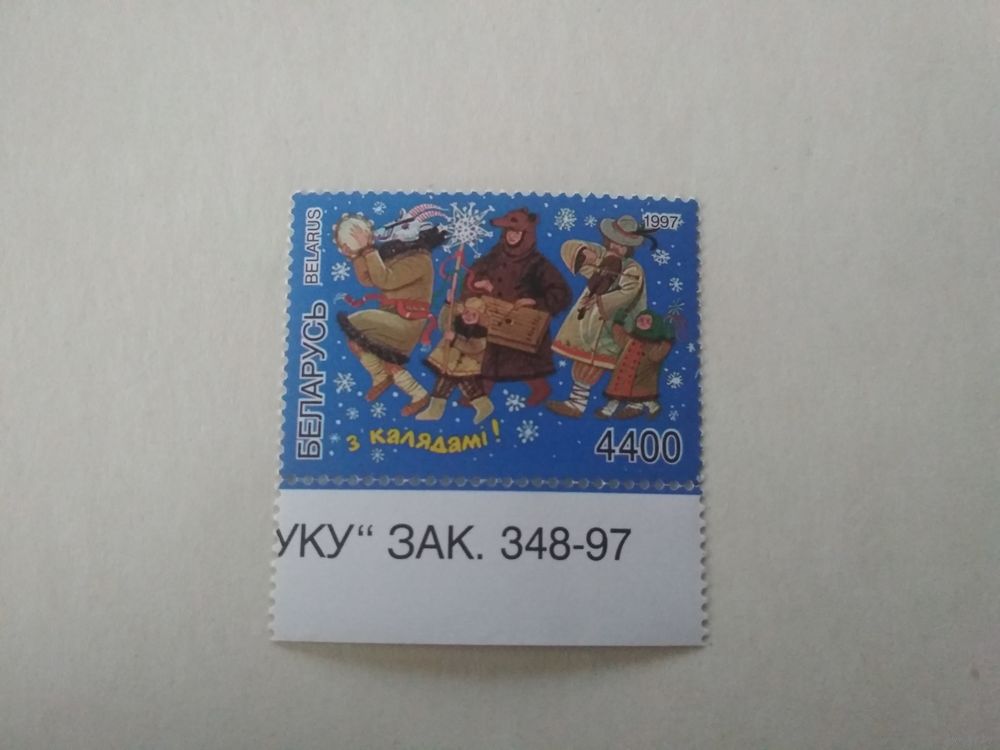 БЕЛАРУСЬ
BELARUS
1997
з калядамі!
4400
УКУ“ ЗАК. 348-97